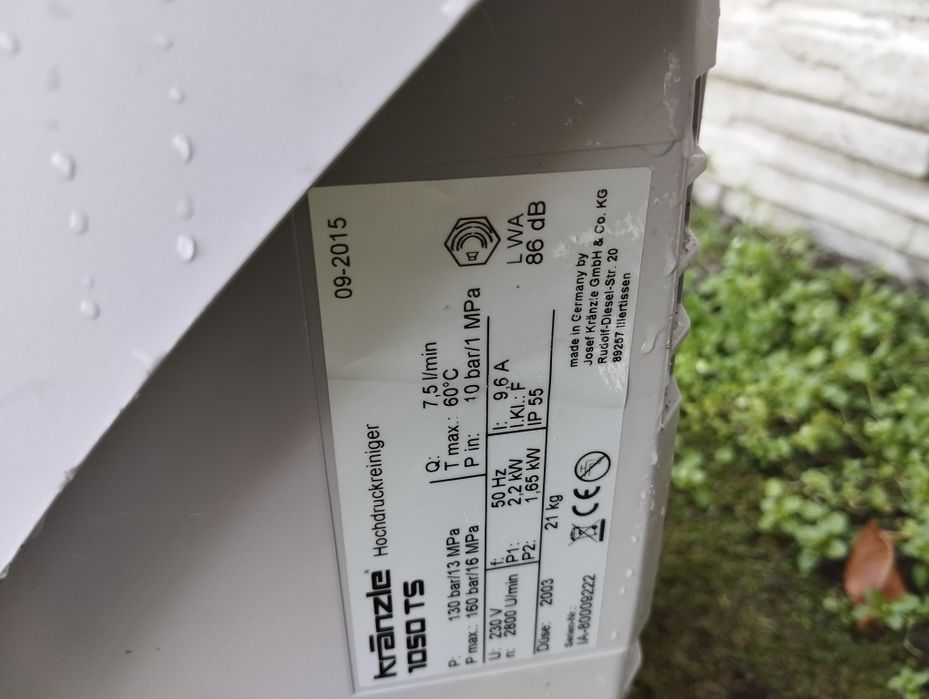 kränzle Hochdruckreiniger 09-2015
1050 TS
P: 130 bar/13 MPa Q: 7,5 l/min
P max.: 160 bar/16 MPa T max.: 60°C
P in: 10 bar/1 MPa
U: 230 V f: 50 Hz I: 9,6 A
n: 2800 U/min P1: 2,2 kW I.Kl.: F
P2: 1,65 kW IP 55
Düse: 2003 21 kg
LWA
86 dB
Serien-Nr.:
IA-80009222
CE
made in Germany by
Josef Kränzle GmbH & Co. KG
Rudolf-Diesel-Str. 20
89257 Illertissen